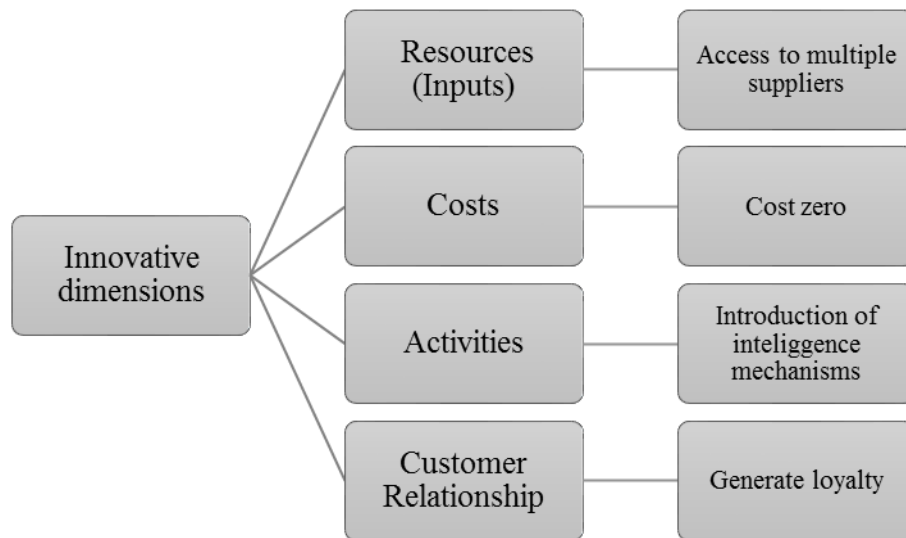 Resources
(Inputs)
Access to multiple
suppliers
Costs
Cost zero
Innovative
dimensions
Activities
Introduction of
inteliggence
mechanisms
Customer
Relationship
Generate loyalty